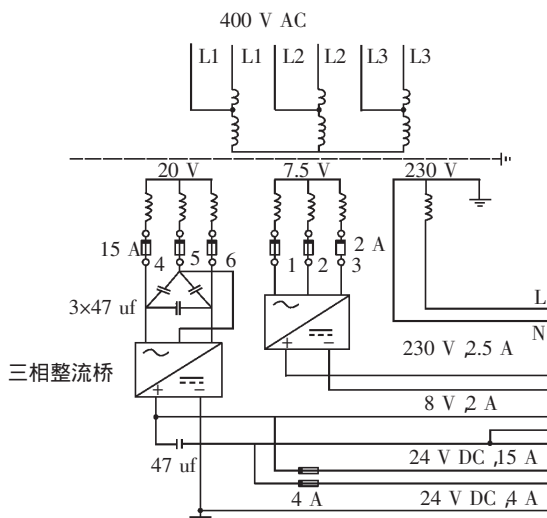 400 V AC
L1 L1 L2 L2 L3 L3
20 V 7.5 V 230 V
15 A 4 5 6 1 2 3 2 A
3×47 uf
L
N
230 V ,2.5 A
三相整流桥
+ − + −
8 V ,2 A
47 uf
24 V DC ,15 A
4 A
24 V DC ,4 A